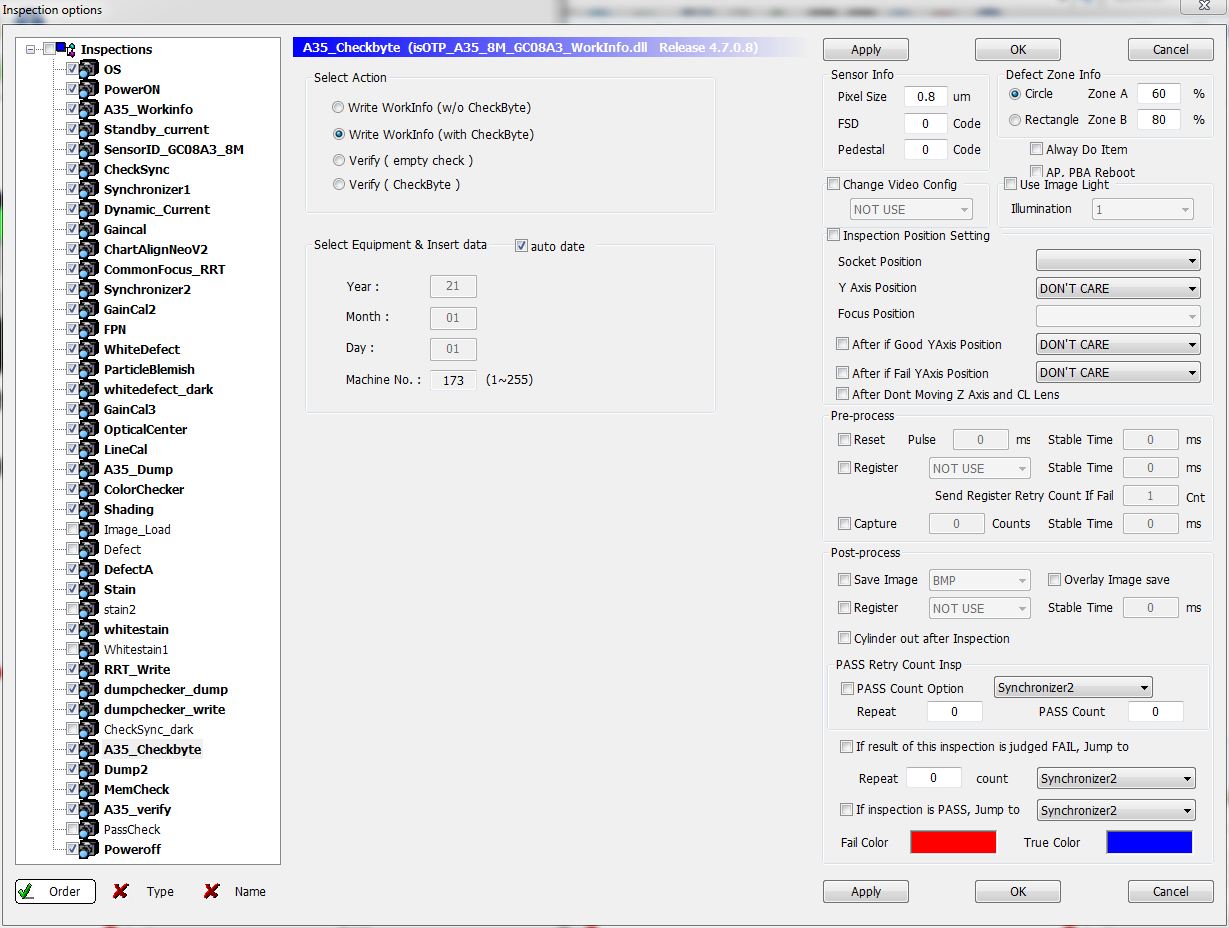 Inspection options
Inspections
OS
PowerON
A35_Workinfo
Standby_current
SensorID_GC08A3_8M
CheckSync
Synchronizer1
Dynamic_Current
Gaincal
ChartAlignNeoV2
CommonFocus_RRT
Synchronizer2
GainCal2
FPN
WhiteDefect
ParticleBlemish
whitedefect_dark
GainCal3
OpticalCenter
LineCal
A35_Dump
ColorChecker
Shading
Image_Load
Defect
DefectA
Stain
stain2
whitestain
Whitestain1
RRT_Write
dumpchecker_dump
dumpchecker_write
CheckSync_dark
A35_Checkbyte
Dump2
MemCheck
A35_verify
PassCheck
Poweroff
Order Type Name
A35_Checkbyte (isOTP_A35_8M_GC08A3_WorkInfo.dll Release 4.7.0.8)
Select Action
Write WorkInfo (w/o CheckByte)
Write WorkInfo (with CheckByte)
Verify ( empty check )
Verify ( CheckByte )
Select Equipment & Insert data auto date
Year : 21
Month : 01
Day : 01
Machine No. : 173 (1~255)
Apply OK Cancel
Sensor Info
Pixel Size 0.8 um
FSD 0 Code
Pedestal 0 Code
Defect Zone Info
Circle Zone A 60 %
Rectangle Zone B 80 %
Alway Do Item
AP, PBA Reboot
Change Video Config
NOT USE
Use Image Light
Illumination 1
Inspection Position Setting
Socket Position
Y Axis Position DON'T CARE
Focus Position
After if Good YAxis Position DON'T CARE
After if Fail YAxis Position DON'T CARE
After Dont Moving Z Axis and CL Lens
Pre-process
Reset Pulse 0 ms Stable Time 0 ms
Register NOT USE Stable Time 0 ms
Send Register Retry Count If Fail 1 Cnt
Capture 0 Counts Stable Time 0 ms
Post-process
Save Image BMP Overlay Image save
Register NOT USE Stable Time 0 ms
Cylinder out after Inspection
PASS Retry Count Insp
PASS Count Option Synchronizer2
Repeat 0 PASS Count 0
If result of this inspection is judged FAIL, Jump to
Repeat 0 count Synchronizer2
If inspection is PASS, Jump to Synchronizer2
Fail Color True Color
Apply OK Cancel